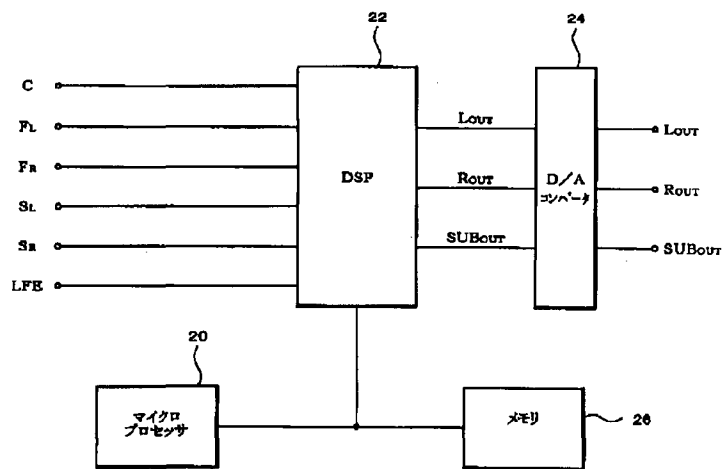 22
24
C
FL
FR
SL
SR
LFE
DSP
LOUT
ROUT
SUBOUT
D/A
コンバータ
LOUT
ROUT
SUBOUT
20
マイクロ
プロセッサ
メモリ
26